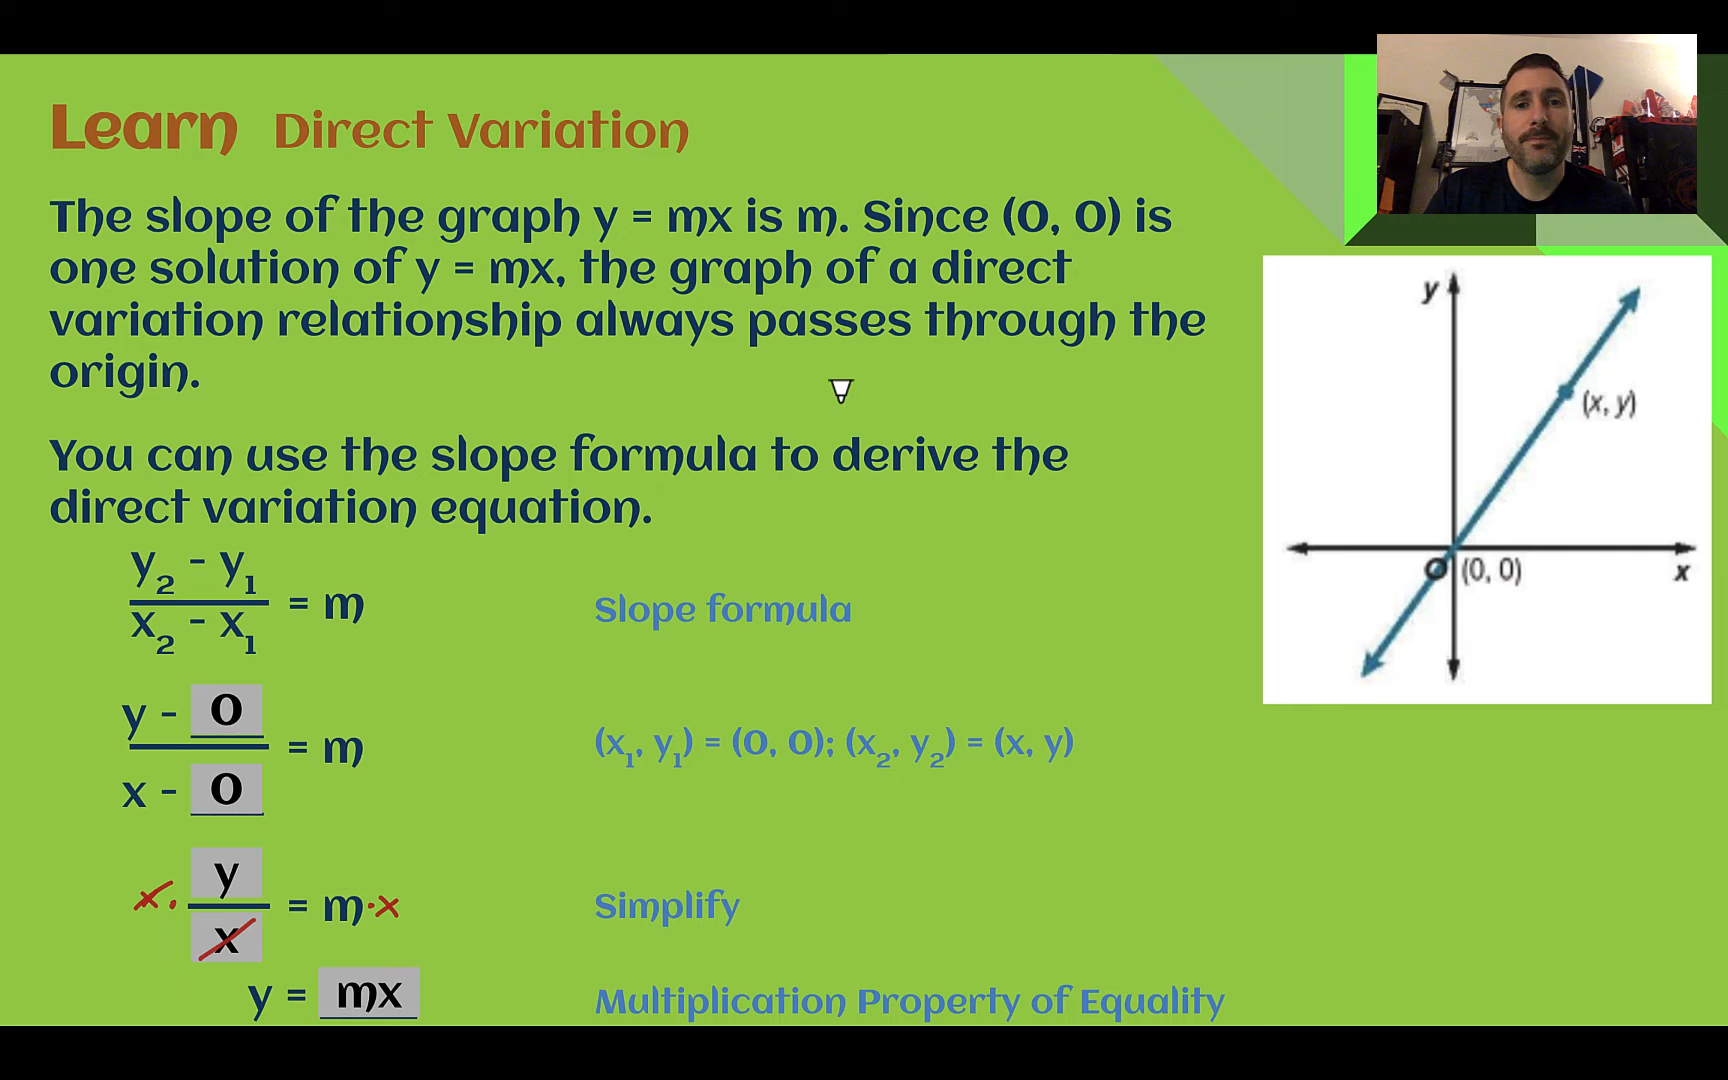 Learn Direct Variation
The slope of the graph y = mx is m. Since (0, 0) is
one solution of y = mx, the graph of a direct
variation relationship always passes through the
origin.
You can use the slope formula to derive the
direct variation equation.
y₂ - y₁
x₂ - x₁
= m
Slope formula
y - 0
x - 0
= m
(x₁, y₁) = (0, 0); (x₂, y₂) = (x, y)
x· y
x
= m·x
Simplify
y = mx
Multiplication Property of Equality
y
(x, y)
O (0, 0)
x